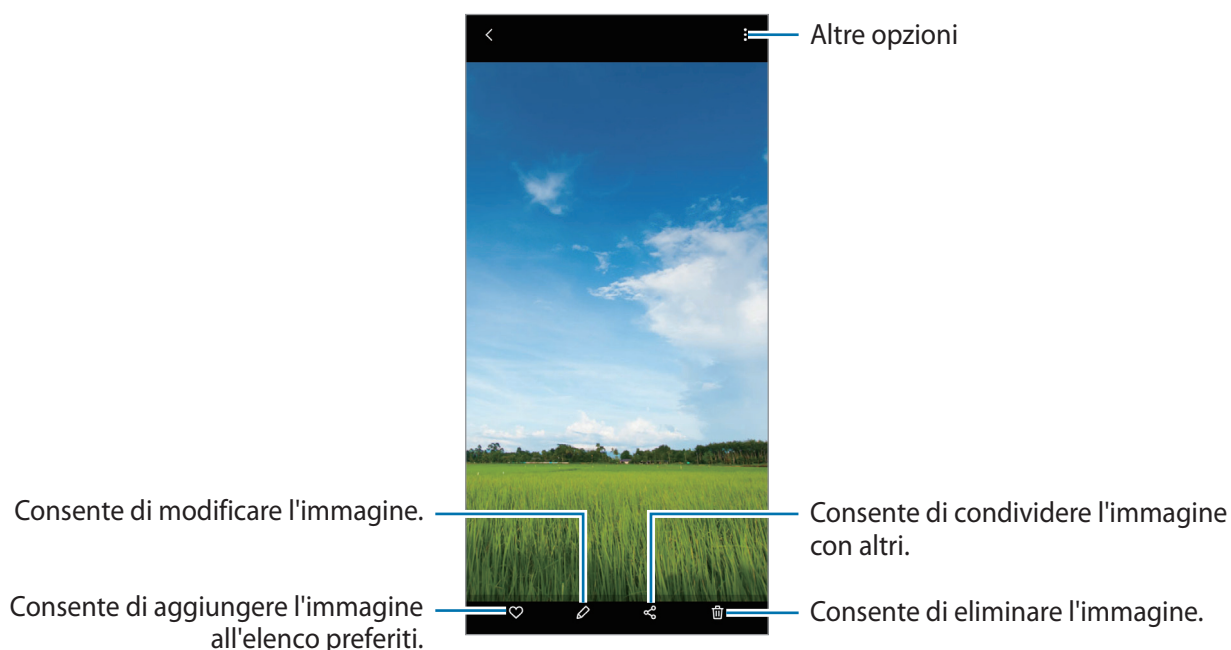 Altre opzioni
Consente di modificare l'immagine.
Consente di condividere l'immagine
con altri.
Consente di aggiungere l'immagine
all'elenco preferiti.
Consente di eliminare l'immagine.